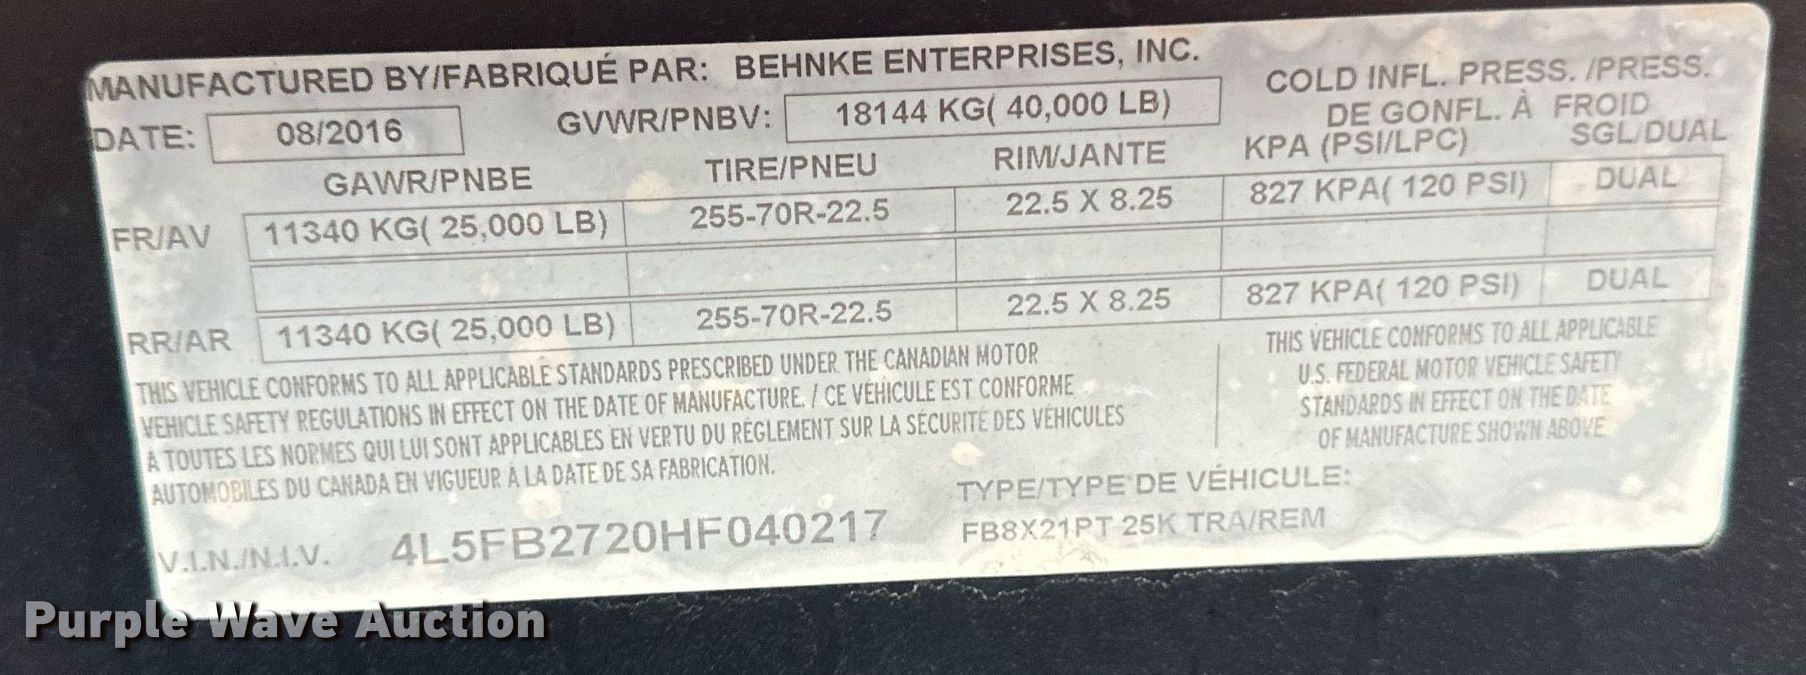 MANUFACTURED BY/FABRIQUÉ PAR: BEHNKE ENTERPRISES, INC.
DATE: 08/2016 GVWR/PNBV: 18144 KG( 40,000 LB)
COLD INFL. PRESS. /PRESS.
DE GONFL. À FROID
GAWR/PNBE TIRE/PNEU RIM/JANTE KPA (PSI/LPC) SGL/DUAL
FR/AV 11340 KG( 25,000 LB) 255-70R-22.5 22.5 X 8.25 827 KPA( 120 PSI) DUAL
RR/AR 11340 KG( 25,000 LB) 255-70R-22.5 22.5 X 8.25 827 KPA( 120 PSI) DUAL
THIS VEHICLE CONFORMS TO ALL APPLICABLE STANDARDS PRESCRIBED UNDER THE CANADIAN MOTOR
VEHICLE SAFETY REGULATIONS IN EFFECT ON THE DATE OF MANUFACTURE. / CE VÉHICULE EST CONFORME
À TOUTES LES NORMES QUI LUI SONT APPLICABLES EN VERTU DU RÉGLEMENT SUR LA SÉCURITÉ DES VÉHICULES
AUTOMOBILES DU CANADA EN VIGUEUR À LA DATE DE SA FABRICATION.
THIS VEHICLE CONFORMS TO ALL APPLICABLE
U.S. FEDERAL MOTOR VEHICLE SAFETY
STANDARDS IN EFFECT ON THE DATE
OF MANUFACTURE SHOWN ABOVE
V.I.N./N.I.V. 4L5FB2720HF040217
TYPE/TYPE DE VÉHICULE:
FB8X21PT 25K TRA/REM
Purple Wave Auction